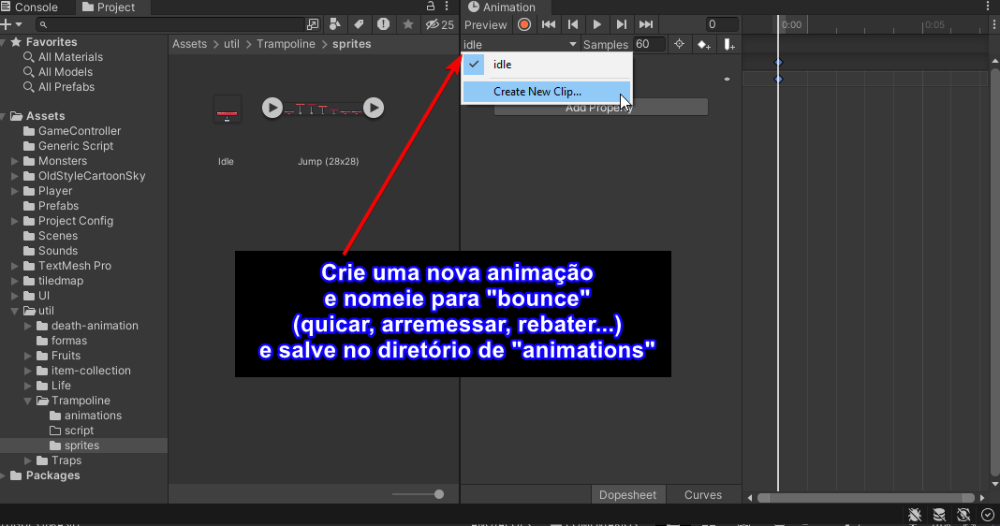 Console
Project
Animation
25
Preview
0
0:00
0:05
Favorites
All Materials
All Models
All Prefabs
Assets > util > Trampoline > sprites
idle
Samples 60
idle
Create New Clip...
Add Property
Idle
Jump (28x28)
Assets
GameController
Generic Script
Monsters
OldStyleCartoonSky
Player
Prefabs
Project Config
Scenes
Sounds
TextMesh Pro
tiledmap
UI
util
death-animation
formas
Fruits
item-collection
Life
Trampoline
animations
script
sprites
Traps
Packages
Crie uma nova animação
e nomeie para "bounce"
(quicar, arremessar, rebater...)
e salve no diretório de "animations"
Dopesheet
Curves